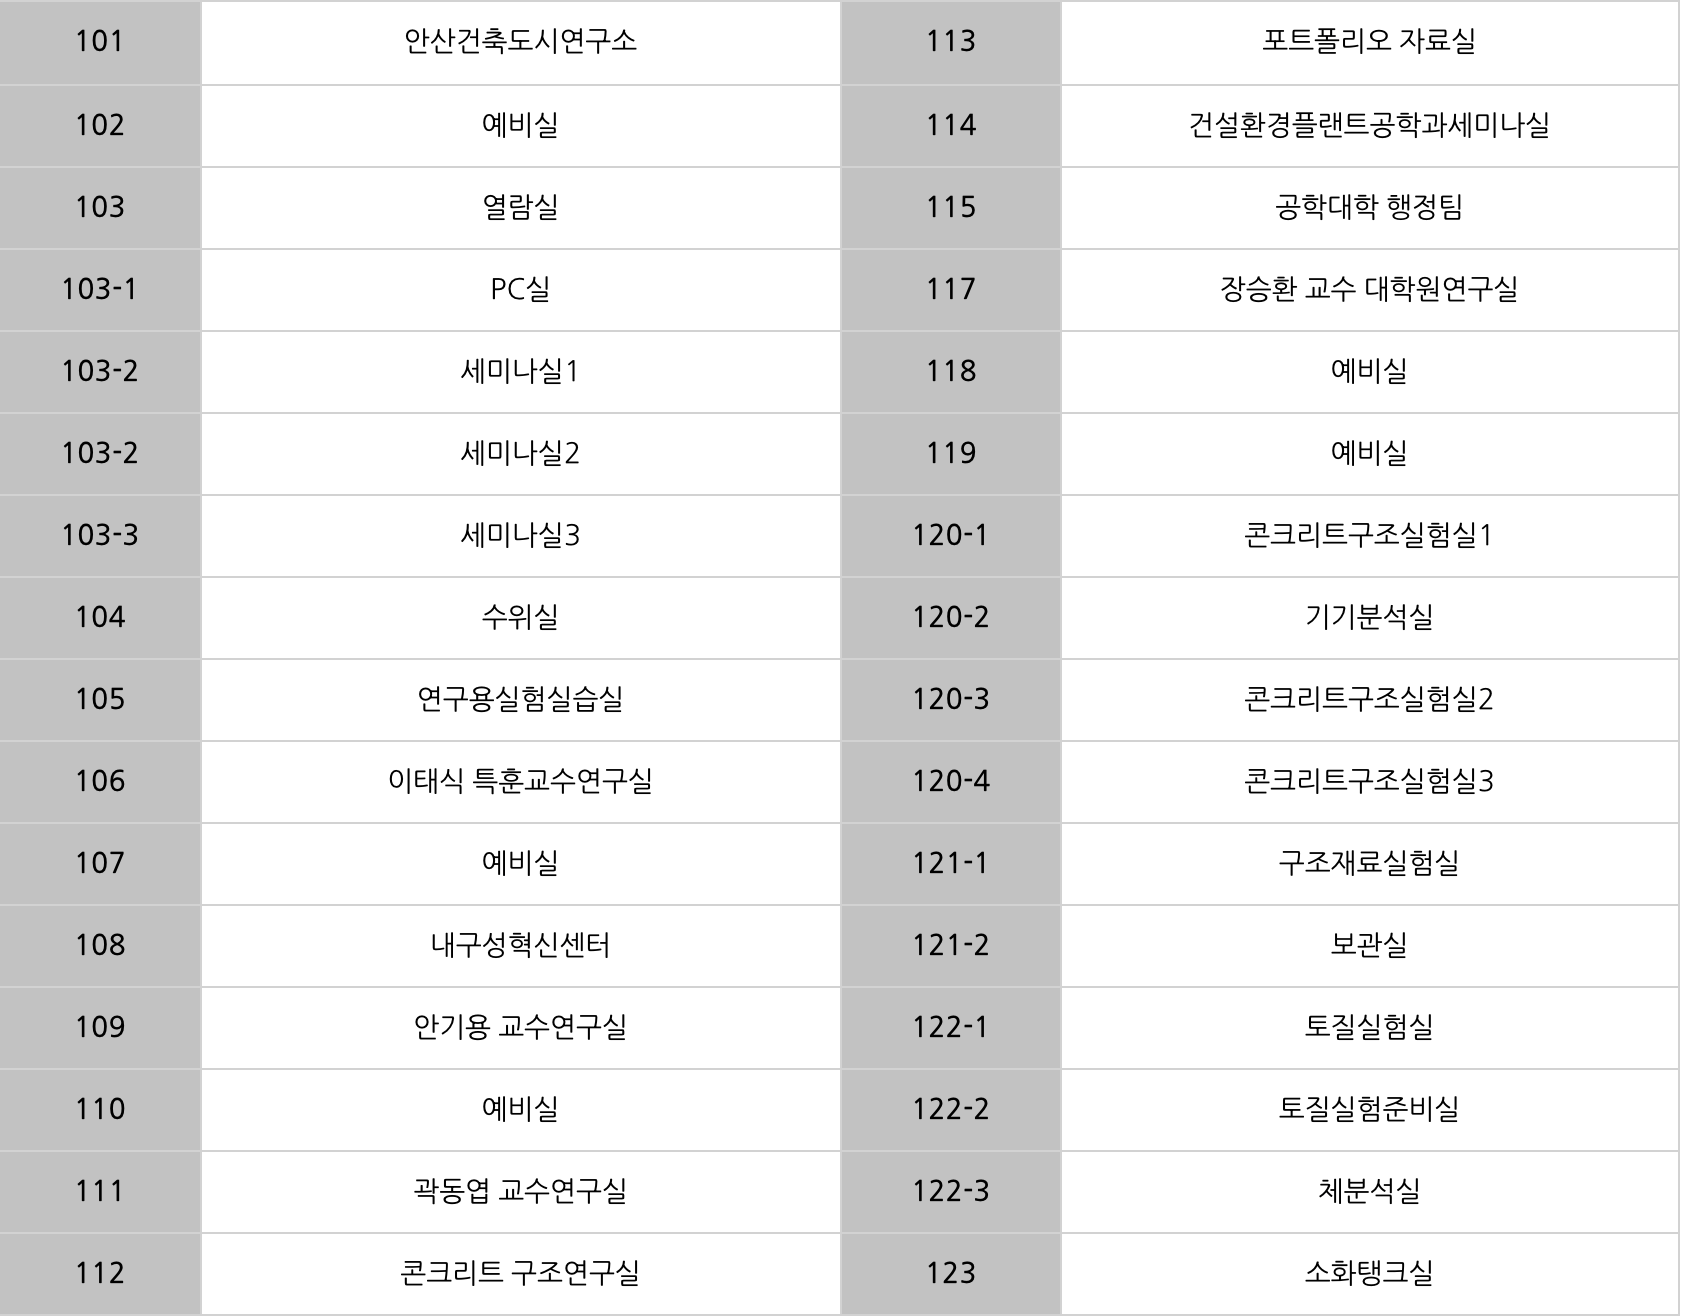 101 안산건축도시연구소 113 포트폴리오 자료실
102 예비실 114 건설환경플랜트공학과세미나실
103 열람실 115 공학대학 행정팀
103-1 PC실 117 장승환 교수 대학원연구실
103-2 세미나실1 118 예비실
103-2 세미나실2 119 예비실
103-3 세미나실3 120-1 콘크리트구조실험실1
104 수위실 120-2 기기분석실
105 연구용실험실습실 120-3 콘크리트구조실험실2
106 이태식 특훈교수연구실 120-4 콘크리트구조실험실3
107 예비실 121-1 구조재료실험실
108 내구성혁신센터 121-2 보관실
109 안기용 교수연구실 122-1 토질실험실
110 예비실 122-2 토질실험준비실
111 곽동엽 교수연구실 122-3 체분석실
112 콘크리트 구조연구실 123 소화탱크실